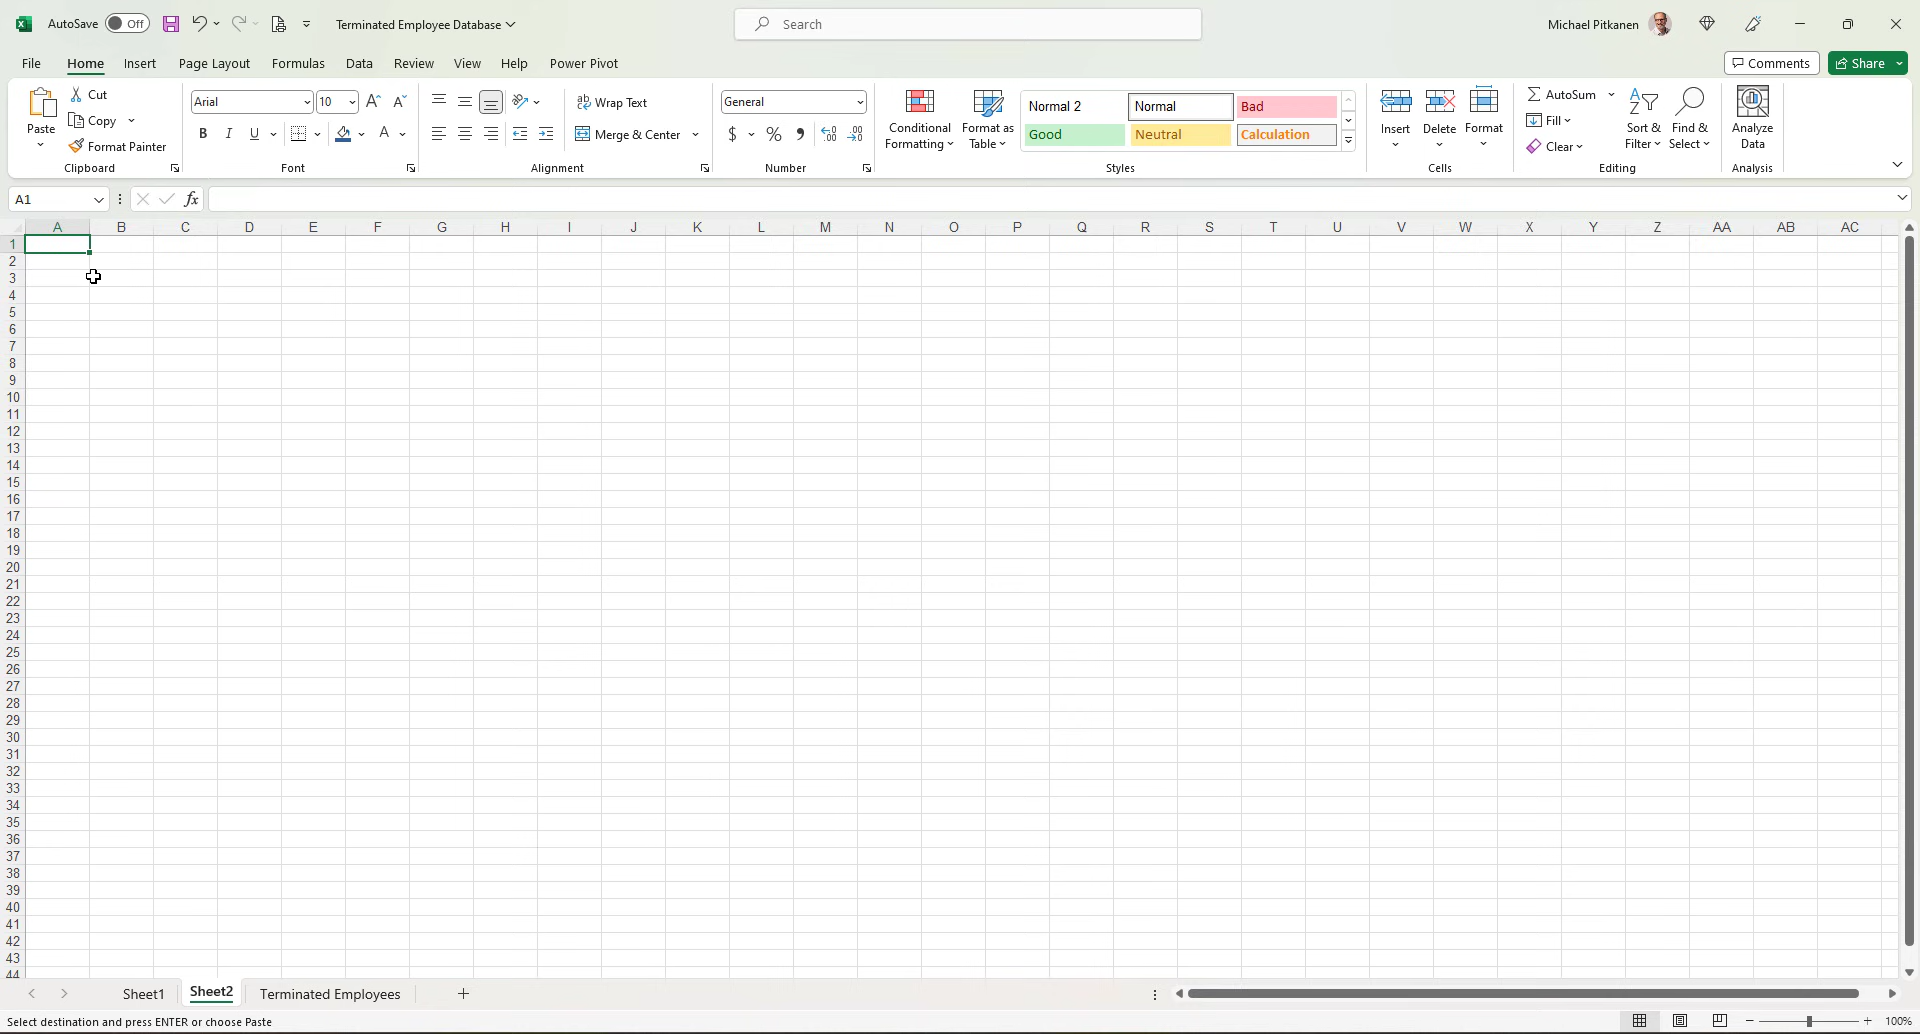 AutoSave Off Terminated Employee Database Search Michael Pitkanen
File Home Insert Page Layout Formulas Data Review View Help Power Pivot Comments Share
Paste Cut Copy Format Painter Clipboard
Arial 10 B I U A Font
Wrap Text Merge & Center Alignment
General $ % , Number
Conditional Formatting Format as Table
Normal 2 Normal Bad
Good Neutral Calculation
Styles
Insert Delete Format Cells
AutoSum Fill Clear Sort & Filter Find & Select Editing
Analyze Data Analysis
A1 fx
A B C D E F G H I J K L M N O P Q R S T U V W X Y Z AA AB AC
1
2
3
4
5
6
7
8
9
10
11
12
13
14
15
16
17
18
19
20
21
22
23
24
25
26
27
28
29
30
31
32
33
34
35
36
37
38
39
40
41
42
43
44
Sheet1 Sheet2 Terminated Employees
Select destination and press ENTER or choose Paste 100%